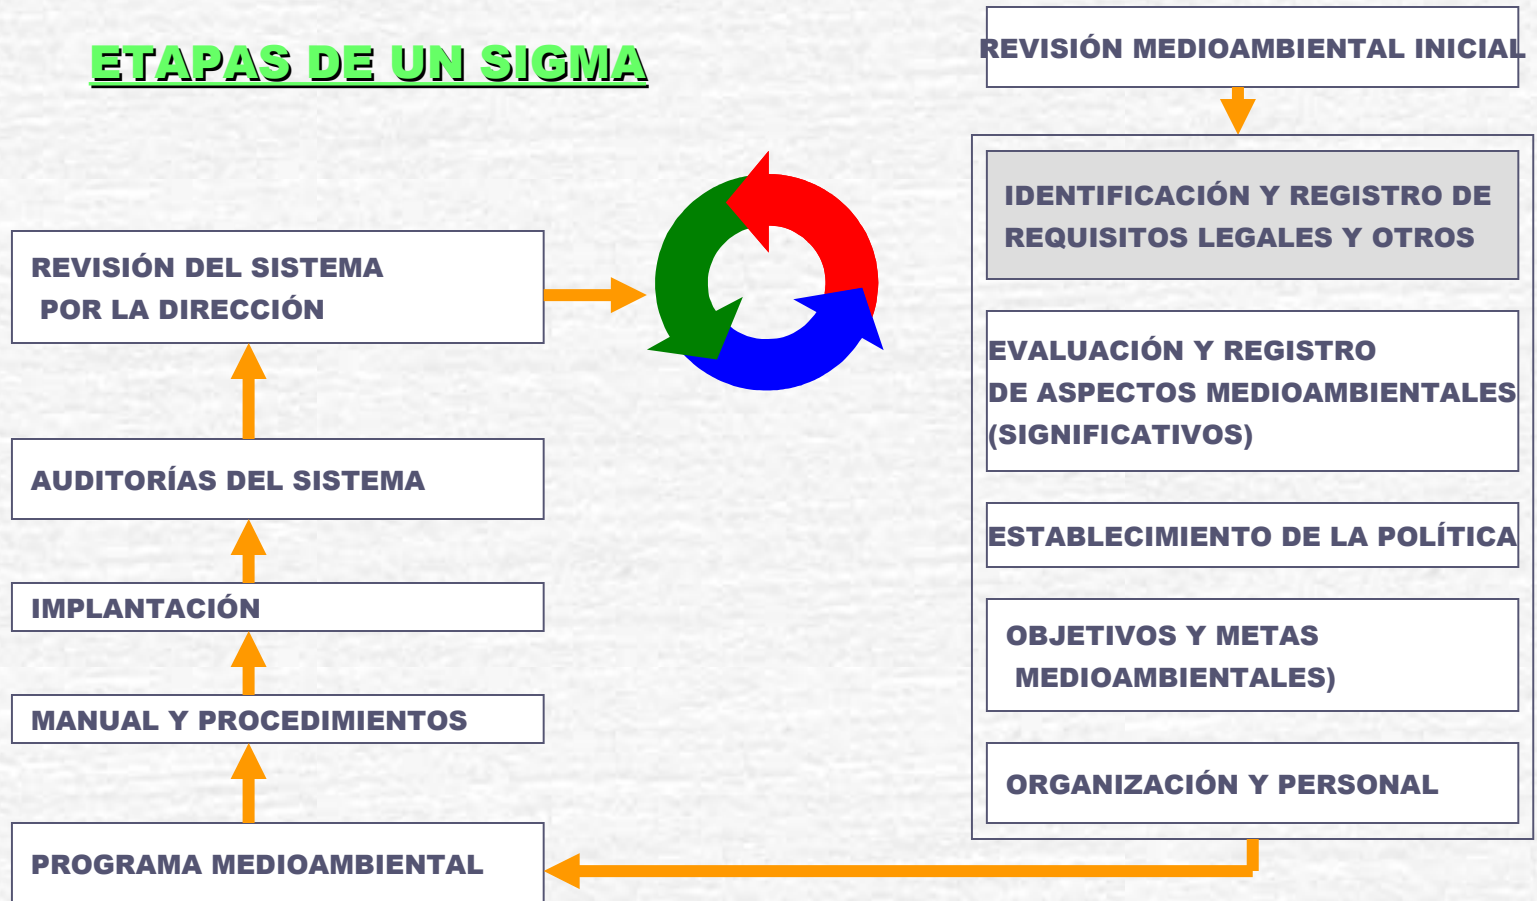 ETAPAS DE UN SIGMA
REVISIÓN MEDIOAMBIENTAL INICIAL
IDENTIFICACIÓN Y REGISTRO DE
REQUISITOS LEGALES Y OTROS
EVALUACIÓN Y REGISTRO
DE ASPECTOS MEDIOAMBIENTALES
(SIGNIFICATIVOS)
ESTABLECIMIENTO DE LA POLÍTICA
OBJETIVOS Y METAS
MEDIOAMBIENTALES)
ORGANIZACIÓN Y PERSONAL
PROGRAMA MEDIOAMBIENTAL
MANUAL Y PROCEDIMIENTOS
IMPLANTACIÓN
AUDITORÍAS DEL SISTEMA
REVISIÓN DEL SISTEMA
POR LA DIRECCIÓN